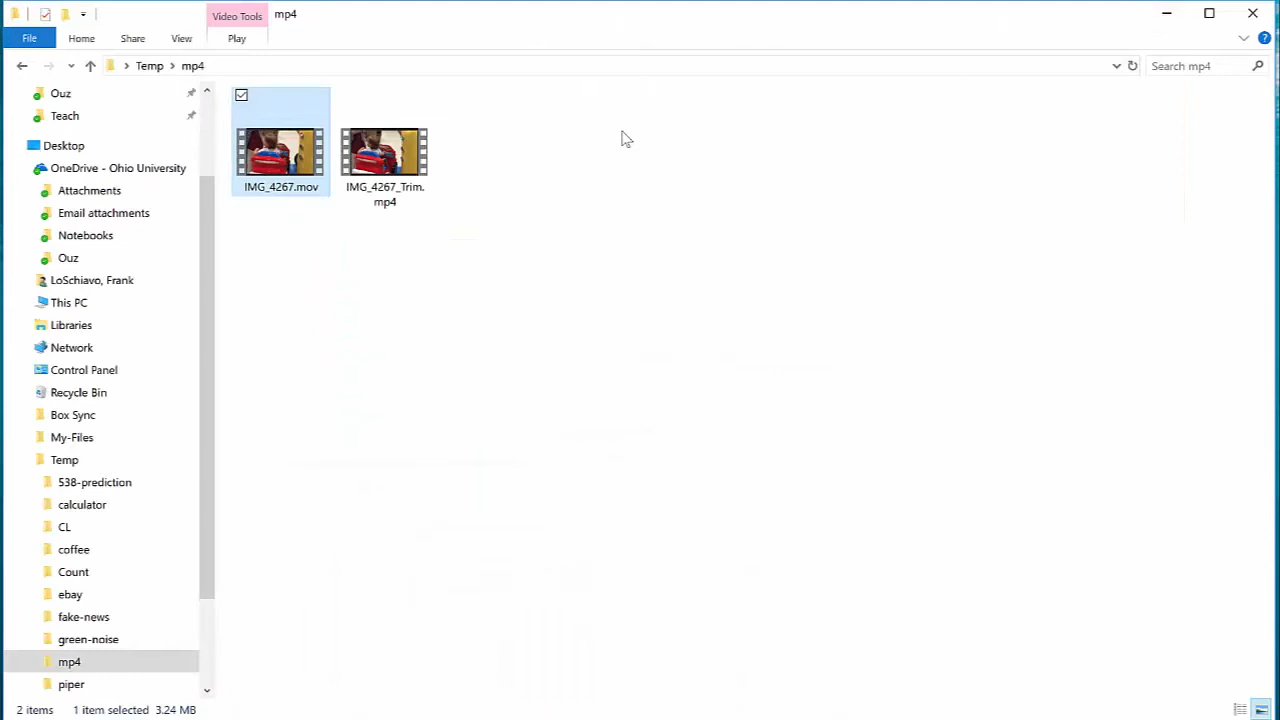 Video Tools
mp4
File
Home
Share
View
Play
Temp
mp4
Search mp4
Ouz
Teach
Desktop
OneDrive - Ohio University
Attachments
Email attachments
Notebooks
Ouz
LoSchiavo, Frank
This PC
Libraries
Network
Control Panel
Recycle Bin
Box Sync
My-Files
Temp
538-prediction
calculator
CL
coffee
Count
ebay
fake-news
green-noise
mp4
piper
IMG_4267.mov
IMG_4267_Trim.
mp4
2 items
1 item selected 3.24 MB